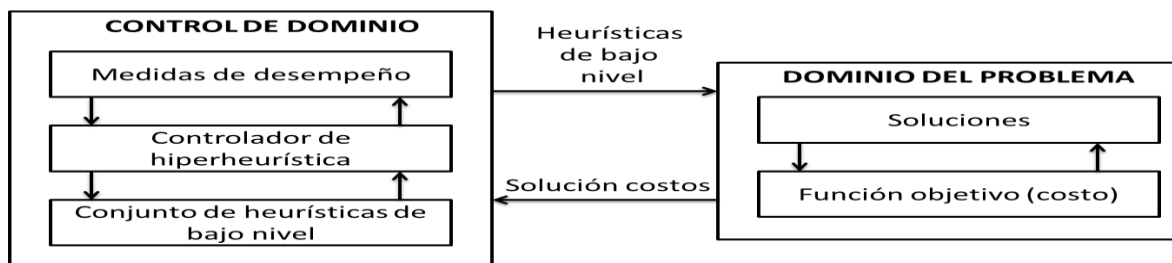 CONTROL DE DOMINIO
Medidas de desempeño
Controlador de
hiperheurística
Conjunto de heurísticas de
bajo nivel
Heurísticas
de bajo
nivel
Solución costos
DOMINIO DEL PROBLEMA
Soluciones
Función objetivo (costo)